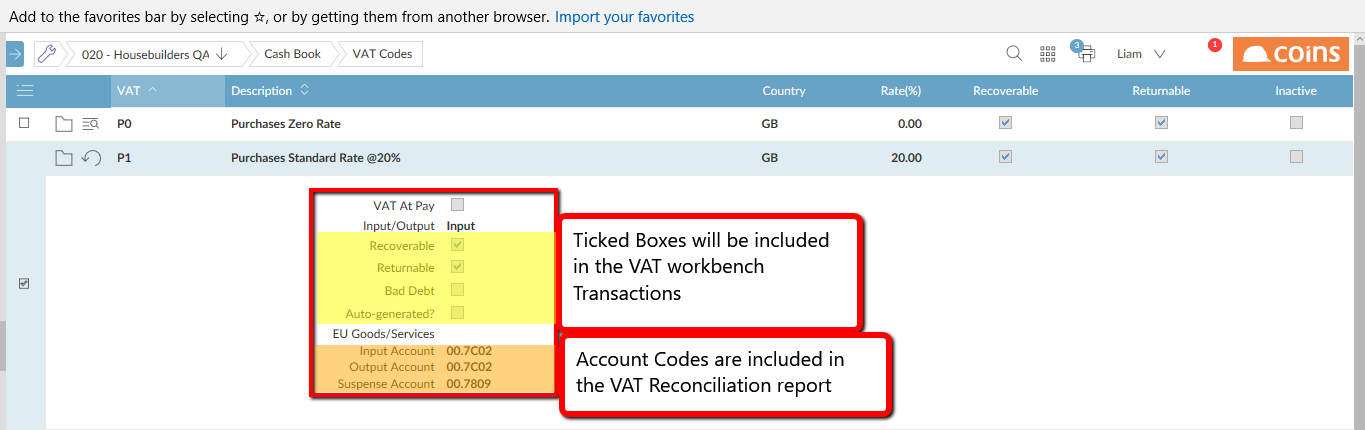 Add to the favorites bar by selecting ☆, or by getting them from another browser. Import your favorites
020 - Housebuilders QA
Cash Book
VAT Codes
3
Liam
1
coins
VAT Description Country Rate(%) Recoverable Returnable Inactive
P0 Purchases Zero Rate GB 0.00
P1 Purchases Standard Rate @20% GB 20.00
VAT At Pay
Input/Output Input
Recoverable
Returnable
Bad Debt
Auto-generated?
EU Goods/Services
Input Account 00.7C02
Output Account 00.7C02
Suspense Account 00.7809
Ticked Boxes will be included
in the VAT workbench
Transactions
Account Codes are included in
the VAT Reconciliation report